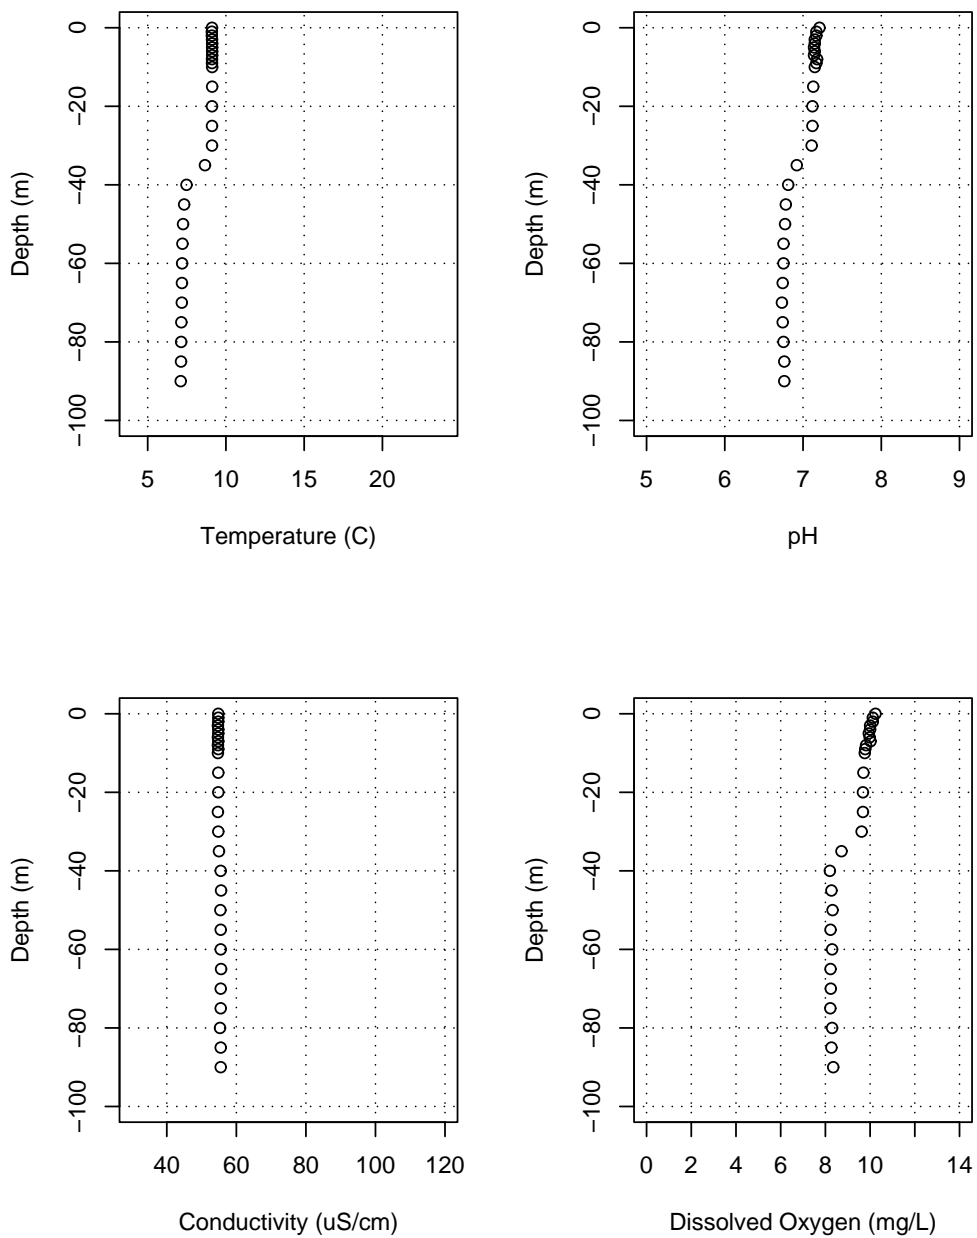 0
−20
−40
−60
−80
−100
Depth (m)
5 10 15 20
Temperature (C)
0
−20
−40
−60
−80
−100
Depth (m)
5 6 7 8 9
pH
0
−20
−40
−60
−80
−100
Depth (m)
40 60 80 100 120
Conductivity (uS/cm)
0
−20
−40
−60
−80
−100
Depth (m)
0 2 4 6 8 10 14
Dissolved Oxygen (mg/L)